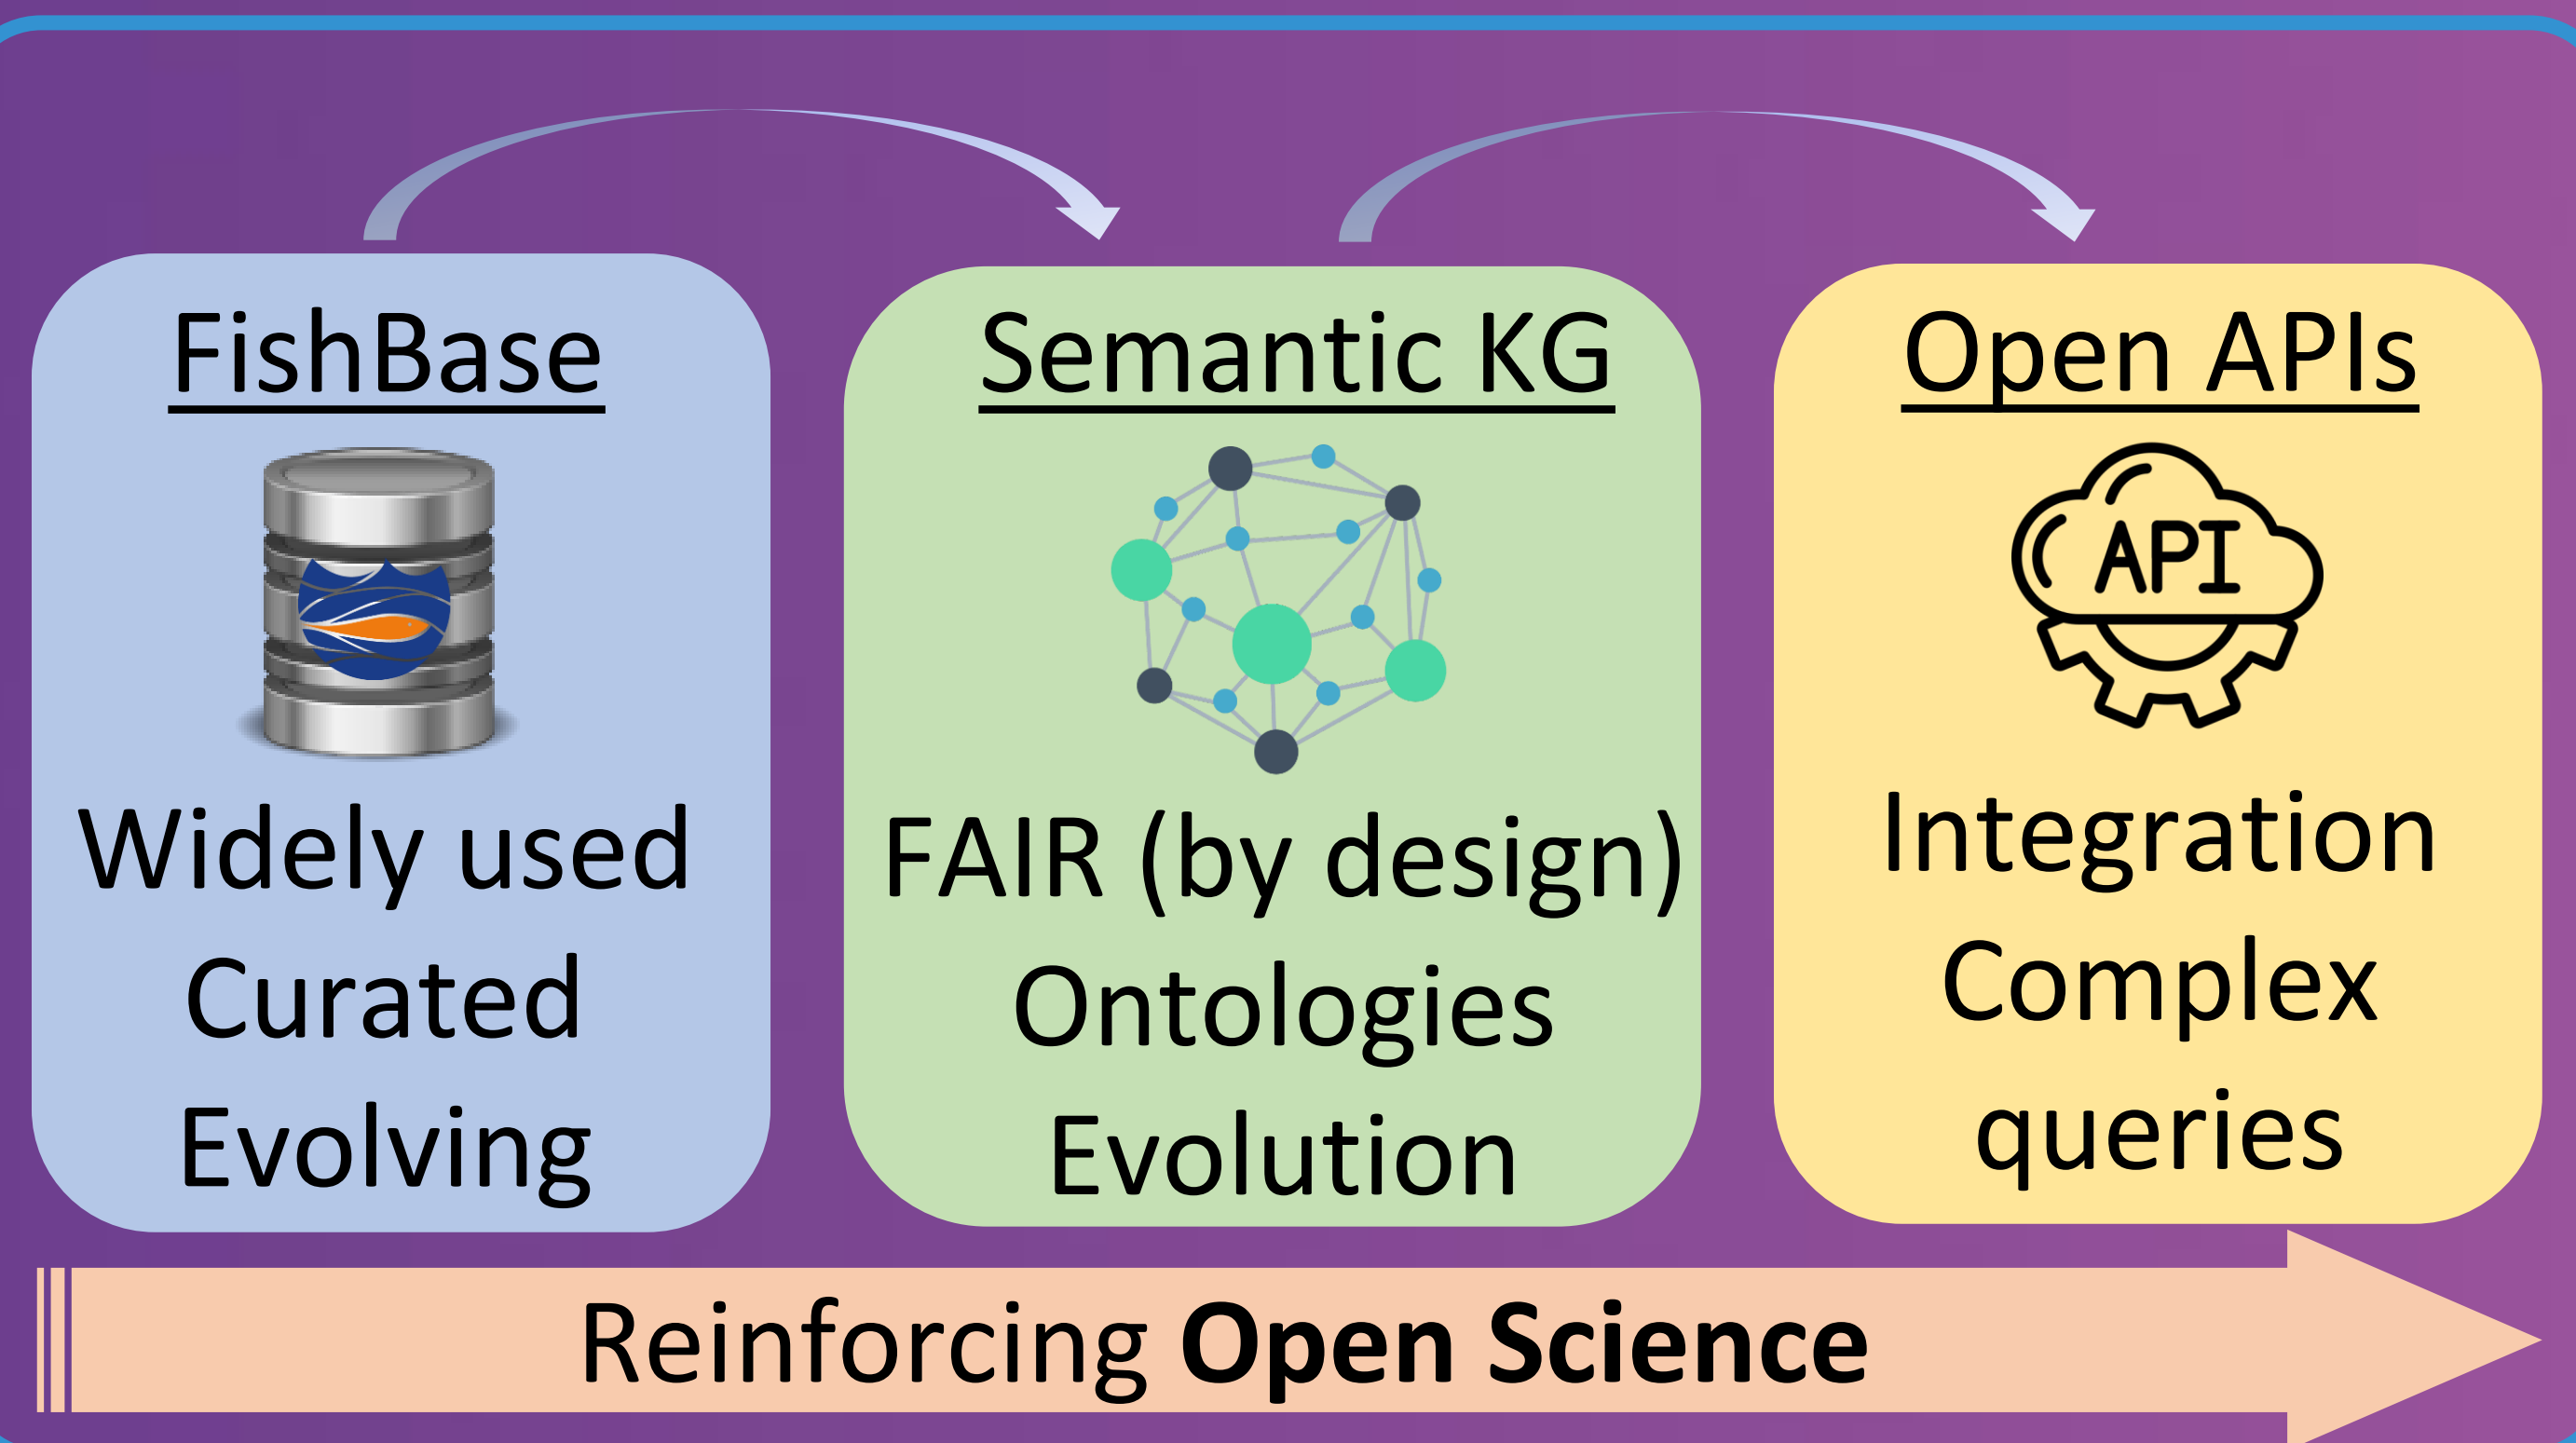 FishBase
Widely used
Curated
Evolving
Semantic KG
FAIR (by design)
Ontologies
Evolution
Open APIs
API
Integration
Complex
queries
Reinforcing Open Science